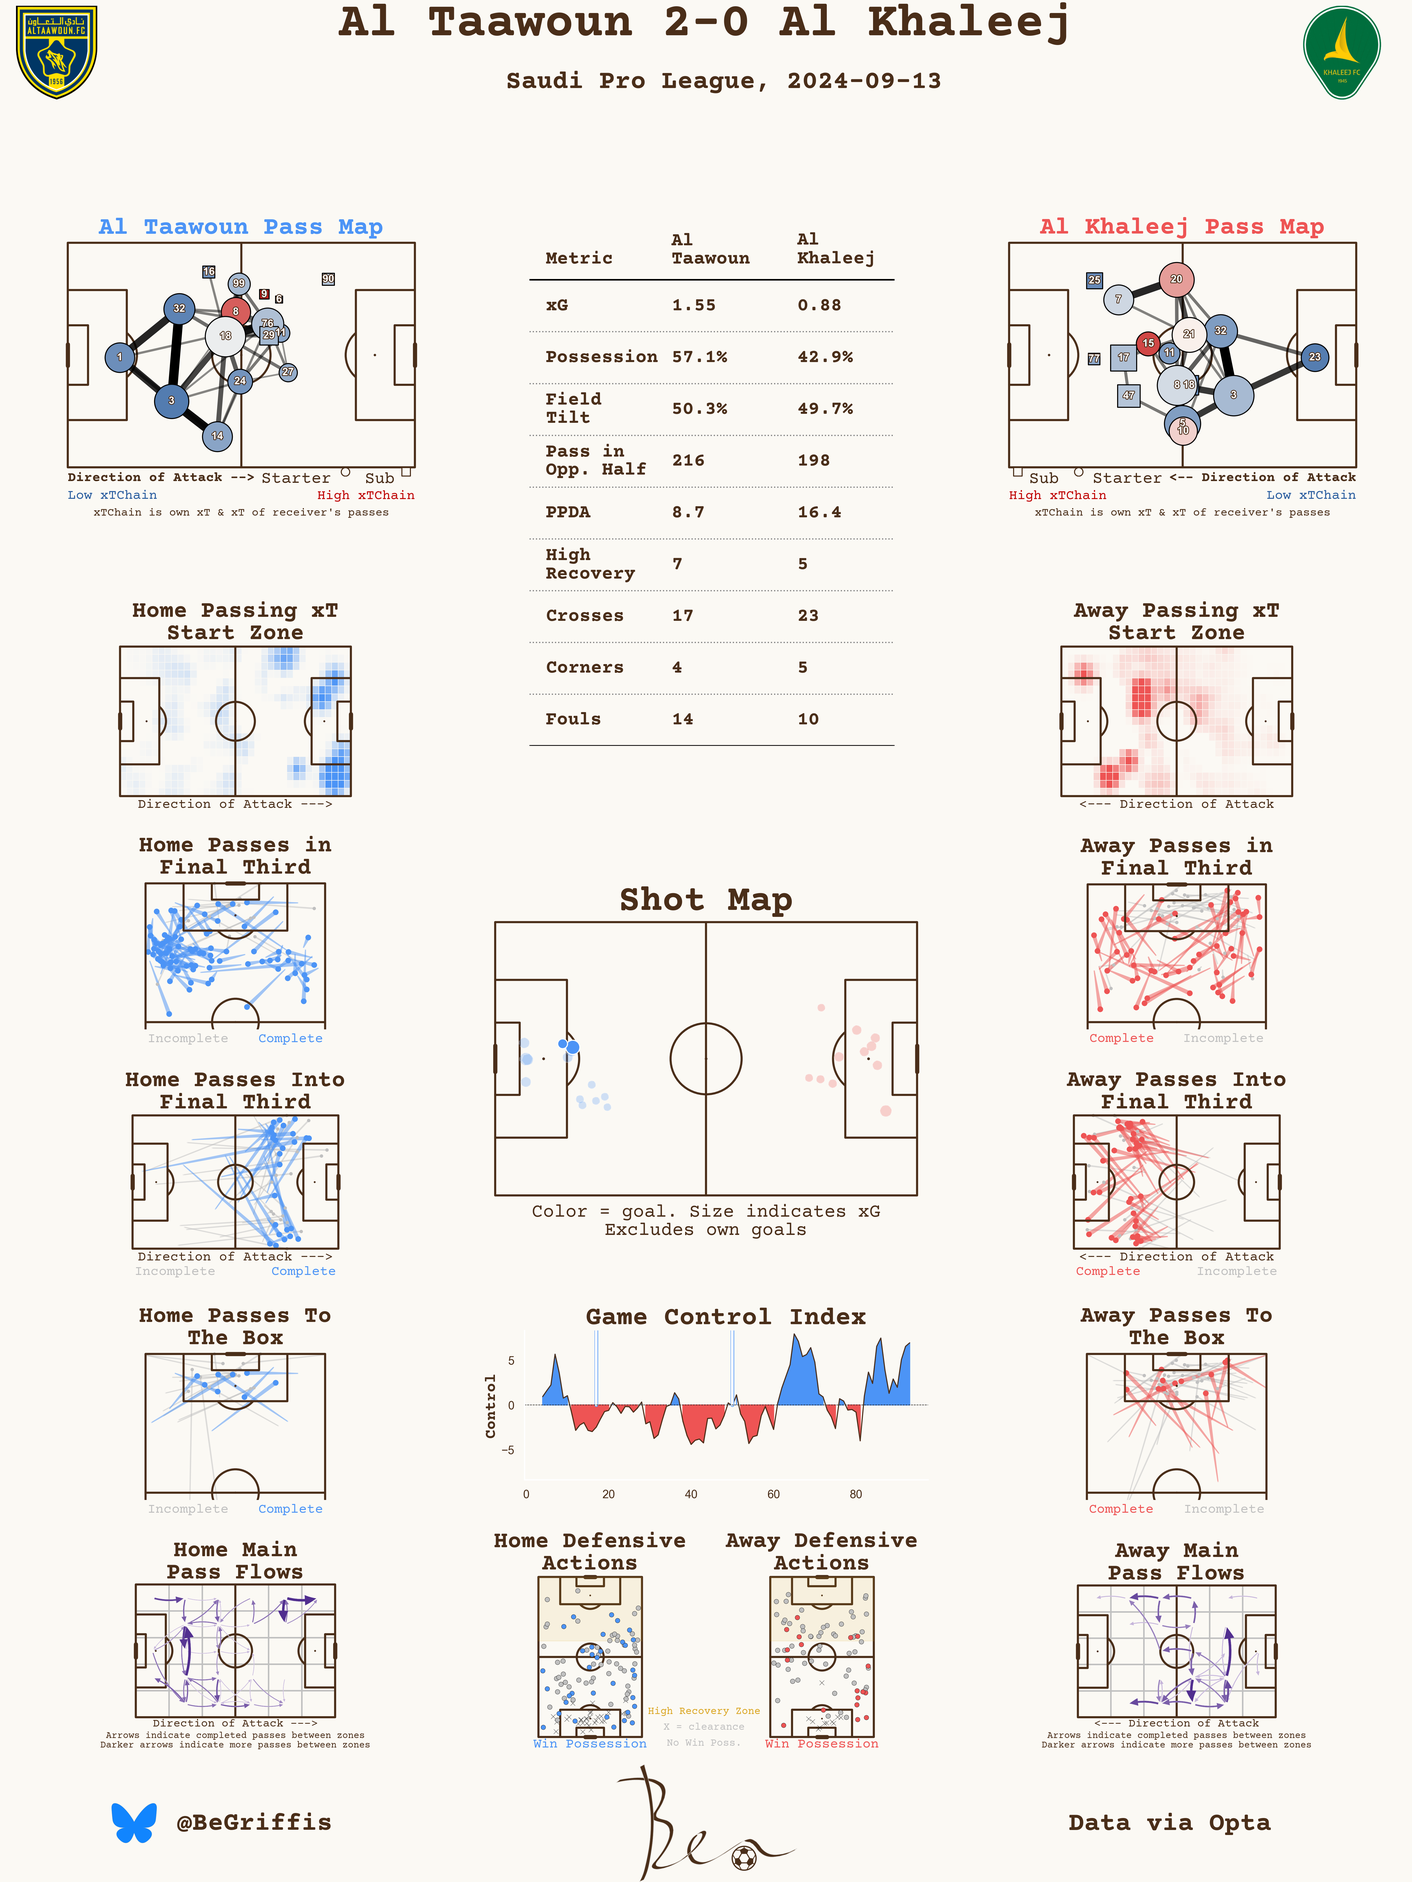 Al Taawoun 2-0 Al Khaleej
Saudi Pro League, 2024-09-13
نادي التعاون
ALTAAWOUN.FC
1956
KHALEEJ FC
1945
Al Taawoun Pass Map
16
99
90
9
6
32
8
76
18
29
11
1
27
24
3
14
Direction of Attack --> Starter Sub
Low xTChain High xTChain
xTChain is own xT & xT of receiver's passes
Metric Al Taawoun Al Khaleej
xG 1.55 0.88
Possession 57.1% 42.9%
Field Tilt 50.3% 49.7%
Pass in Opp. Half 216 198
PPDA 8.7 16.4
High Recovery 7 5
Crosses 17 23
Corners 4 5
Fouls 14 10
Al Khaleej Pass Map
25
20
7
21
32
15
11
77
17
23
8
18
47
3
5
10
Sub Starter <-- Direction of Attack
High xTChain Low xTChain
xTChain is own xT & xT of receiver's passes
Home Passing xT
Start Zone
Direction of Attack --->
Away Passing xT
Start Zone
<--- Direction of Attack
Home Passes in
Final Third
Incomplete Complete
Away Passes in
Final Third
Complete Incomplete
Shot Map
Color = goal. Size indicates xG
Excludes own goals
Home Passes Into
Final Third
Direction of Attack --->
Incomplete Complete
Away Passes Into
Final Third
<--- Direction of Attack
Complete Incomplete
Home Passes To
The Box
Incomplete Complete
Game Control Index
Control
5
0
−5
0 20 40 60 80
Away Passes To
The Box
Complete Incomplete
Home Main
Pass Flows
Direction of Attack --->
Arrows indicate completed passes between zones
Darker arrows indicate more passes between zones
Home Defensive
Actions
Win Possession
High Recovery Zone
X = clearance
No Win Poss.
Away Defensive
Actions
Win Possession
Away Main
Pass Flows
<--- Direction of Attack
Arrows indicate completed passes between zones
Darker arrows indicate more passes between zones
@BeGriffis
Ben
Data via Opta